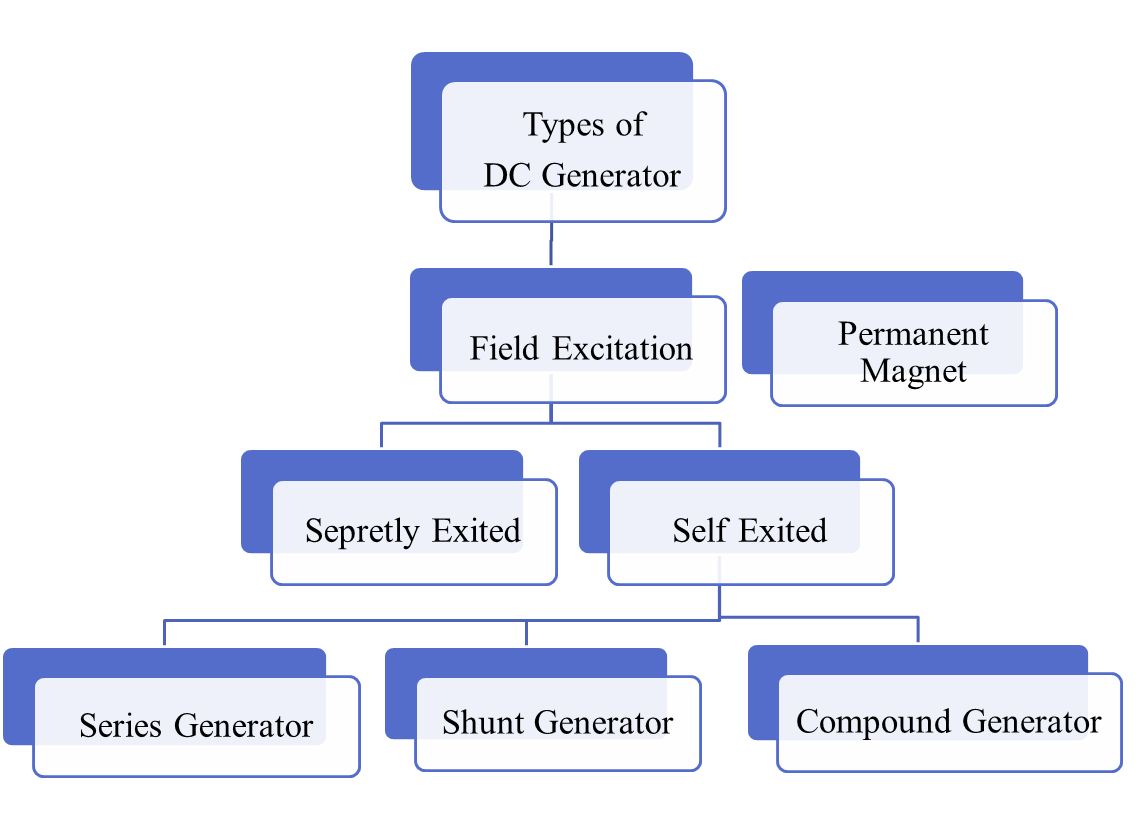 Types of
DC Generator
Field Excitation
Permanent
Magnet
Sepretly Exited
Self Exited
Series Generator
Shunt Generator
Compound Generator